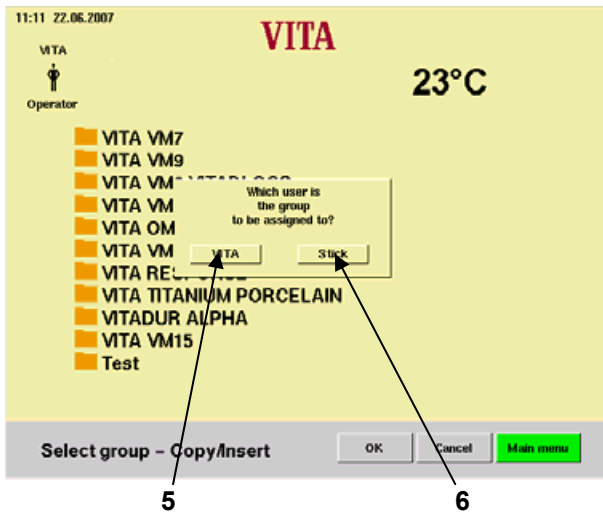 11:11 22.06.2007
VITA
VITA
Operator
23°C
VITA VM7
VITA VM9
VITA
VITA VM
VITA OM
VITA VM
VITA
VITA TITANIUM PORCELAIN
VITADUR ALPHA
VITA VM15
Test
Which user is
the group
to be assigned to?
VITA
Stick
Select group – Copy/Insert
OK
Cancel
Main menu
5
6